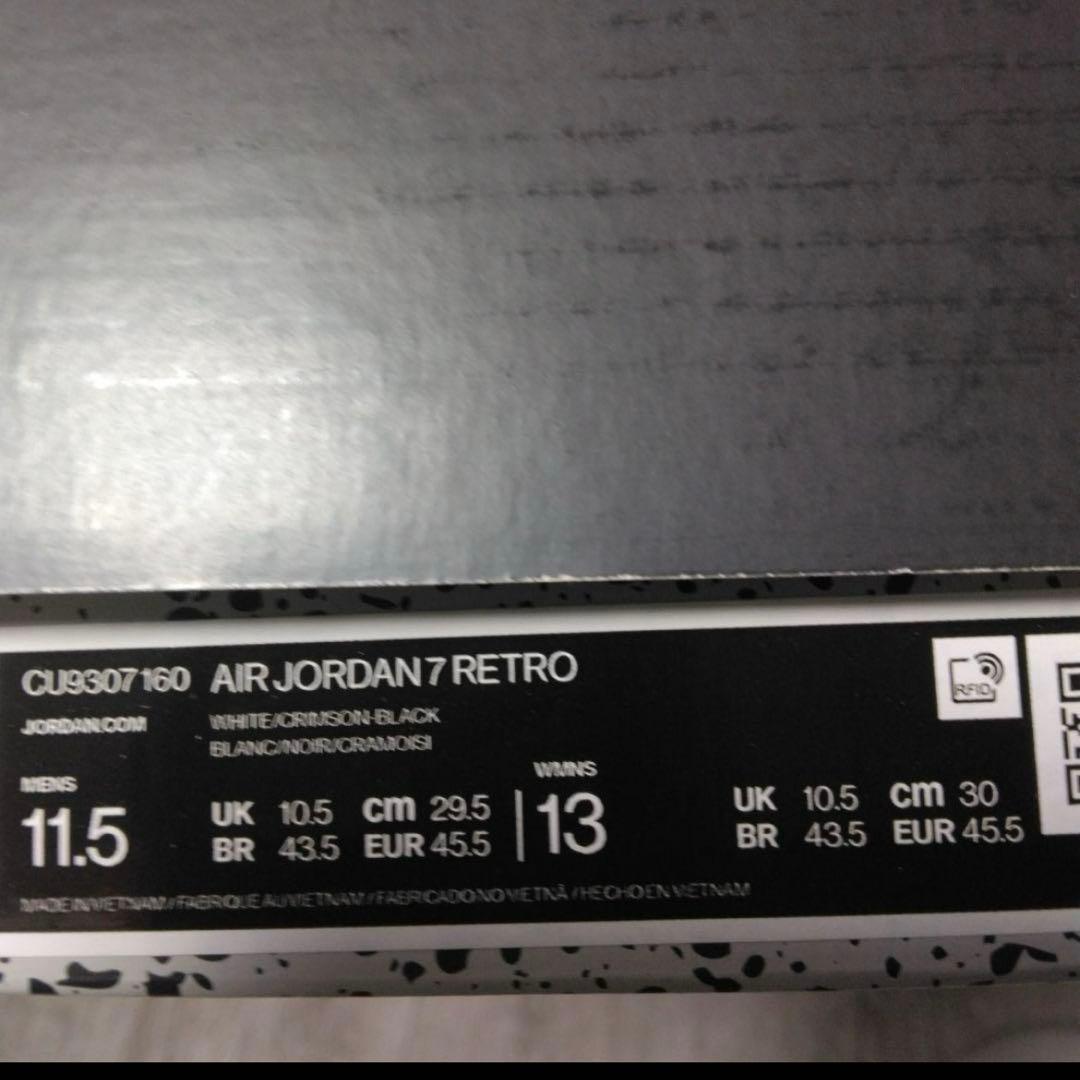 CU9307160 AIR JORDAN 7 RETRO
RFID
JORDAN.COM WHITE/CRIMSON-BLACK
BLANC/NOIR/CRAMOISI
MENS WMNS
11.5 UK 10.5 cm 29.5 13 UK 10.5 cm 30
BR 43.5 EUR 45.5 BR 43.5 EUR 45.5
MADE IN VIETNAM / FABRIQUE AU VIETNAM / FABRICADO NO VIETNÃ / HECHO EN VIETNAM